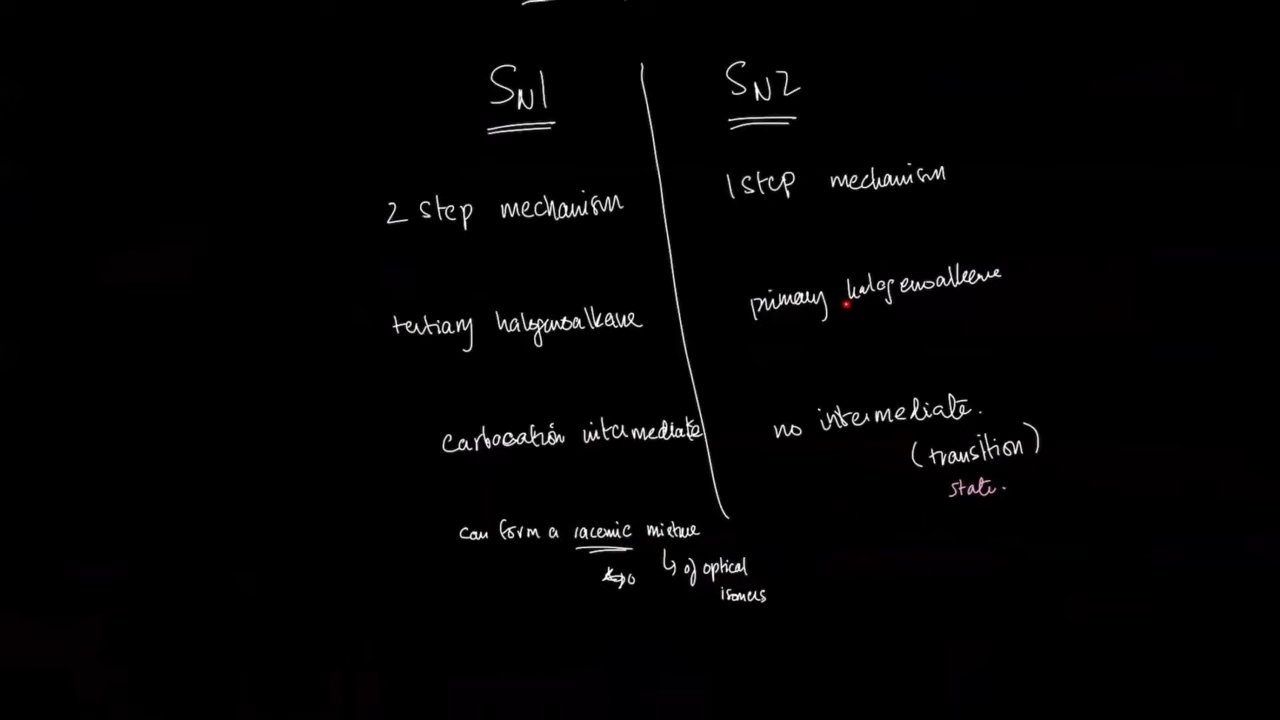 SN1
2 step mechanism
tertiary halogenoalkane
carbocation intermediate
can form a racemic mixture
↳ of optical
isomers
SN2
1 step mechanism
primary halogenoalkane
no intermediate.
(transition)
state.